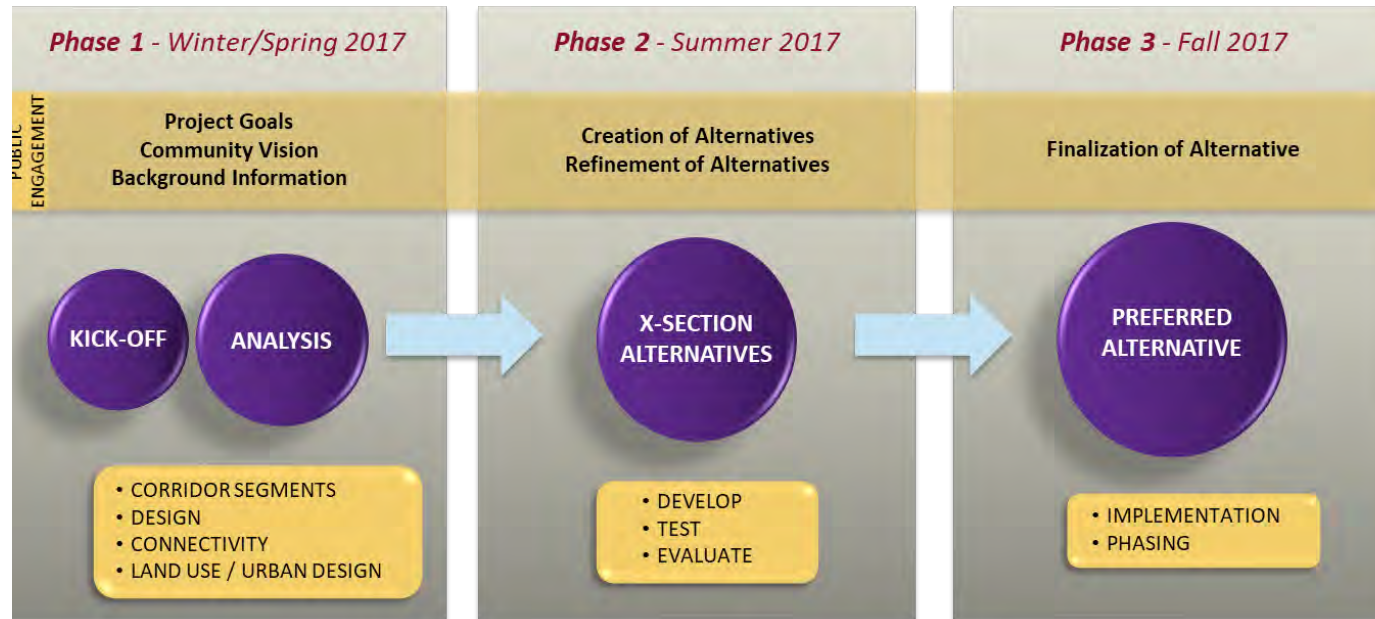 Phase 1 - Winter/Spring 2017
Phase 2 - Summer 2017
Phase 3 - Fall 2017
PUBLIC
ENGAGEMENT
Project Goals
Community Vision
Background Information
Creation of Alternatives
Refinement of Alternatives
Finalization of Alternative
KICK-OFF
ANALYSIS
X-SECTION
ALTERNATIVES
PREFERRED
ALTERNATIVE
• CORRIDOR SEGMENTS
• DESIGN
• CONNECTIVITY
• LAND USE / URBAN DESIGN
• DEVELOP
• TEST
• EVALUATE
• IMPLEMENTATION
• PHASING